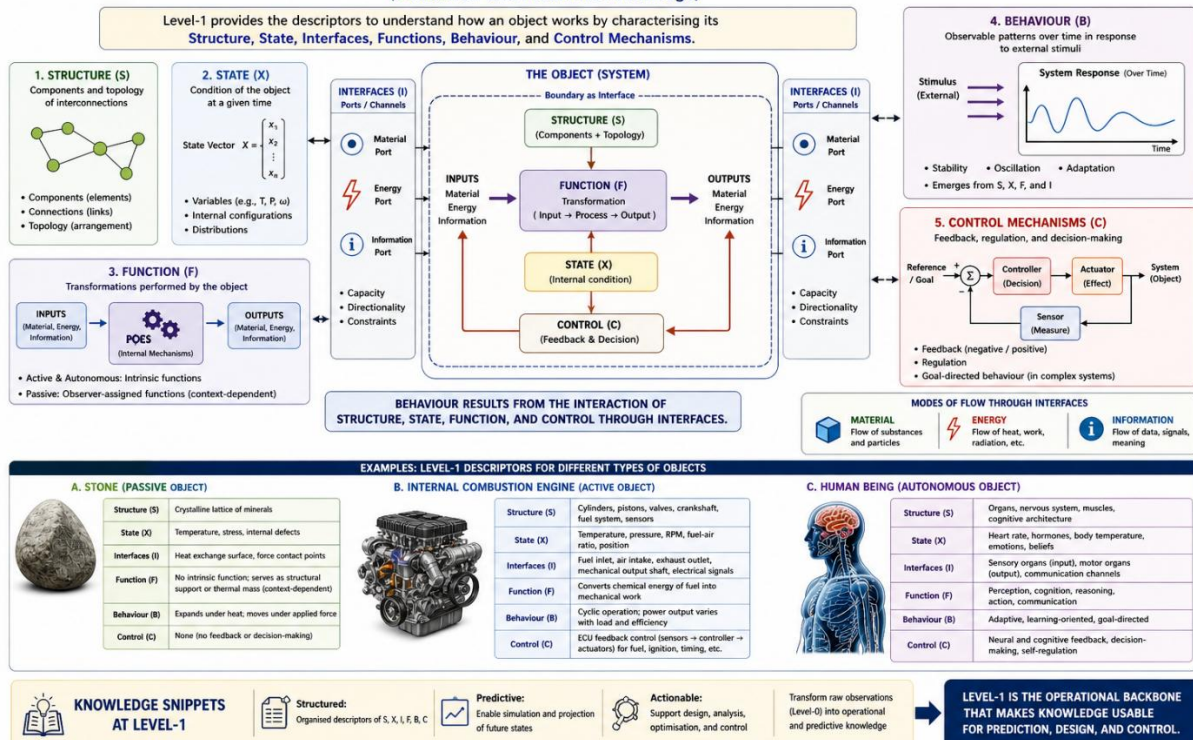 Level-1 provides the descriptors to understand how an object works by characterising its
Structure, State, Interfaces, Functions, Behaviour, and Control Mechanisms.
1. STRUCTURE (S)
Components and topology
of interconnections
• Components (elements)
• Connections (links)
• Topology (arrangement)
2. STATE (X)
Condition of the object
at a given time
State Vector X =
x₁
x₂
⋮
xₙ
• Variables (e.g., T, P, ω)
• Internal configurations
• Distributions
3. FUNCTION (F)
Transformations performed by the object
INPUTS
(Material, Energy,
Information)
POES
(Internal Mechanisms)
OUTPUTS
(Material, Energy,
Information)
• Active & Autonomous: Intrinsic functions
• Passive: Observer-assigned functions (context-dependent)
INTERFACES (I)
Ports / Channels
Material
Port
Energy
Port
i
Information
Port
• Capacity
• Directionality
• Constraints
THE OBJECT (SYSTEM)
Boundary as Interface
STRUCTURE (S)
(Components + Topology)
INPUTS
Material
Energy
Information
FUNCTION (F)
Transformation
( Input → Process → Output )
OUTPUTS
Material
Energy
Information
STATE (X)
(Internal condition)
CONTROL (C)
(Feedback & Decision)
BEHAVIOUR RESULTS FROM THE INTERACTION OF
STRUCTURE, STATE, FUNCTION, AND CONTROL THROUGH INTERFACES.
INTERFACES (I)
Ports / Channels
Material
Port
Energy
Port
i
Information
Port
• Capacity
• Directionality
• Constraints
4. BEHAVIOUR (B)
Observable patterns over time in response
to external stimuli
Stimulus
(External)
System Response (Over Time)
Time
• Stability • Oscillation • Adaptation
• Emerges from S, X, F, and I
5. CONTROL MECHANISMS (C)
Feedback, regulation, and decision-making
Reference
/ Goal
+
Σ
−
Controller
(Decision)
Actuator
(Effect)
System
(Object)
Sensor
(Measure)
• Feedback (negative / positive)
• Regulation
• Goal-directed behaviour (in complex systems)
MODES OF FLOW THROUGH INTERFACES
MATERIAL
Flow of substances
and particles
ENERGY
Flow of heat, work,
radiation, etc.
i
INFORMATION
Flow of data, signals,
meaning
EXAMPLES: LEVEL-1 DESCRIPTORS FOR DIFFERENT TYPES OF OBJECTS
A. STONE (PASSIVE OBJECT)
Structure (S) Crystalline lattice of minerals
State (X) Temperature, stress, internal defects
Interfaces (I) Heat exchange surface, force contact points
Function (F) No intrinsic function; serves as structural
support or thermal mass (context-dependent)
Behaviour (B) Expands under heat, moves under applied force
Control (C) None (no feedback or decision-making)
B. INTERNAL COMBUSTION ENGINE (ACTIVE OBJECT)
Structure (S) Cylinders, pistons, valves, crankshaft,
fuel system, sensors
State (X) Temperature, pressure, RPM, fuel-air
ratio, position
Interfaces (I) Fuel inlet, air intake, exhaust outlet,
mechanical output shaft, electrical signals
Function (F) Converts chemical energy of fuel into
mechanical work
Behaviour (B) Cyclic operation; power output varies
with load and efficiency
Control (C) ECU feedback control (sensors → controller →
actuators) for fuel, ignition, timing, etc.
C. HUMAN BEING (AUTONOMOUS OBJECT)
Structure (S) Organs, nervous system, muscles,
cognitive architecture
State (X) Heart rate, hormones, body temperature,
emotions, beliefs
Interfaces (I) Sensory organs (input), motor organs
(output), communication channels
Function (F) Perception, cognition, reasoning,
action, communication
Behaviour (B) Adaptive, learning-oriented, goal-directed
Control (C) Neural and cognitive feedback, decision-
making, self-regulation
KNOWLEDGE SNIPPETS
AT LEVEL-1
Structured:
Organised descriptors of S, X, I, F, B, C
Predictive:
Enable simulation and projection
of future states
Actionable:
Support design, analysis,
optimisation, and control
Transform raw observations
(Level-0) into operational
and predictive knowledge
LEVEL-1 IS THE OPERATIONAL BACKBONE
THAT MAKES KNOWLEDGE USABLE
FOR PREDICTION, DESIGN, AND CONTROL.